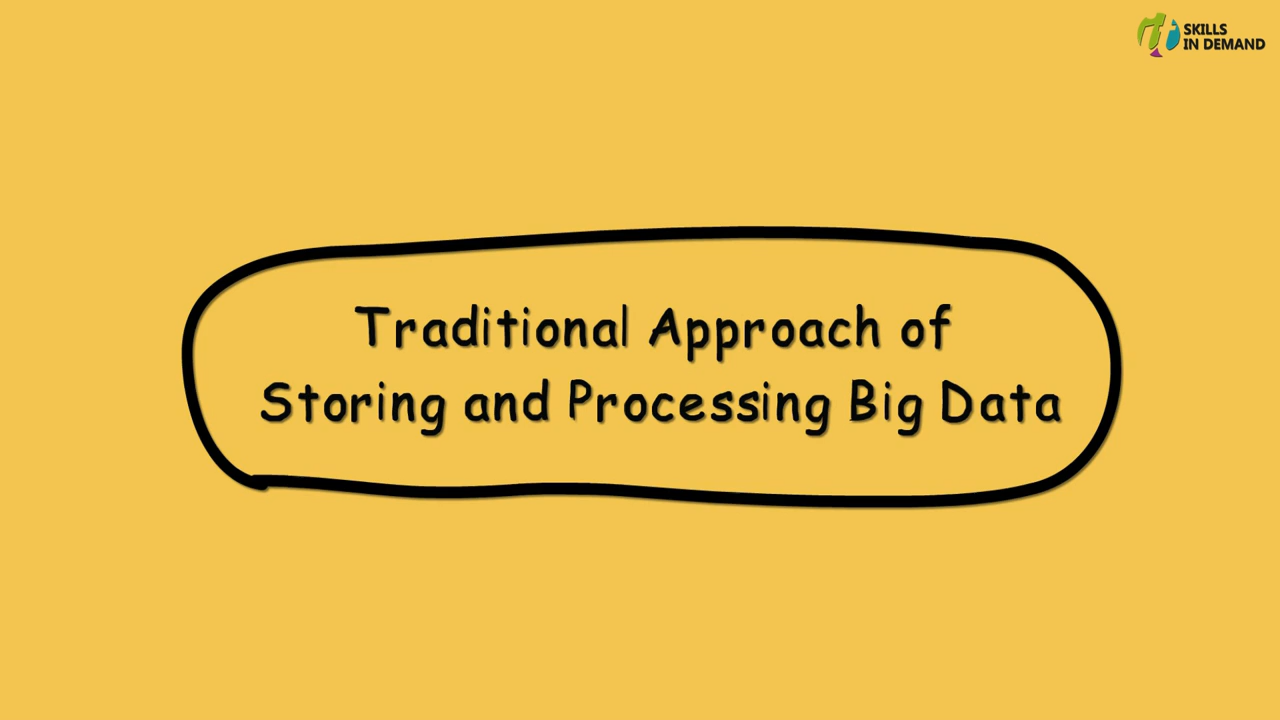 SKILLS
IN DEMAND
Traditional Approach of
Storing and Processing Big Data